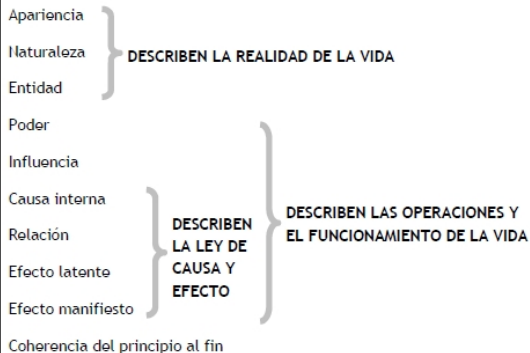 Apariencia
Naturaleza
Entidad
DESCRIBEN LA REALIDAD DE LA VIDA
Poder
Influencia
Causa interna
Relación
Efecto latente
Efecto manifiesto
DESCRIBEN
LA LEY DE
CAUSA Y
EFECTO
DESCRIBEN LAS OPERACIONES Y
EL FUNCIONAMIENTO DE LA VIDA
Coherencia del principio al fin